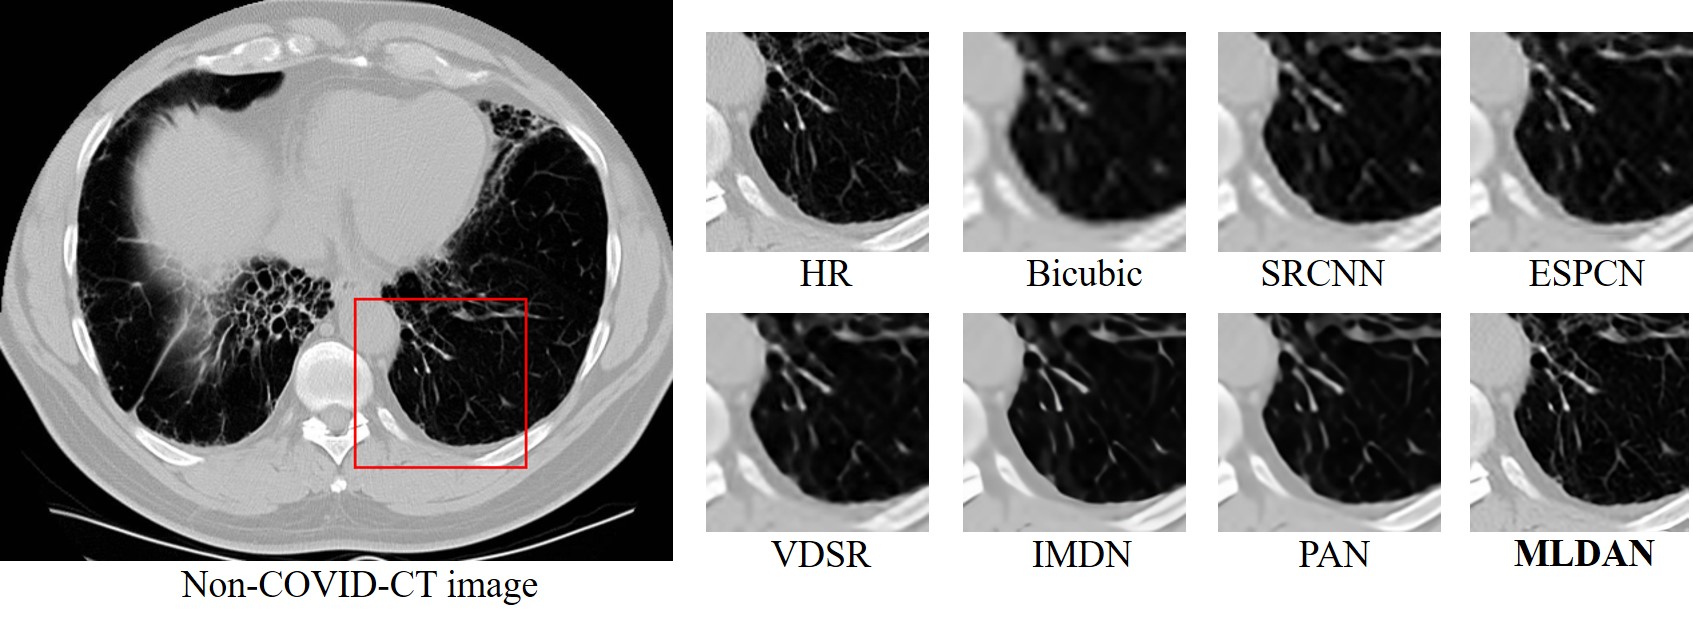 HR
Bicubic
SRCNN
ESPCN
VDSR
IMDN
PAN
MLDAN
Non-COVID-CT image